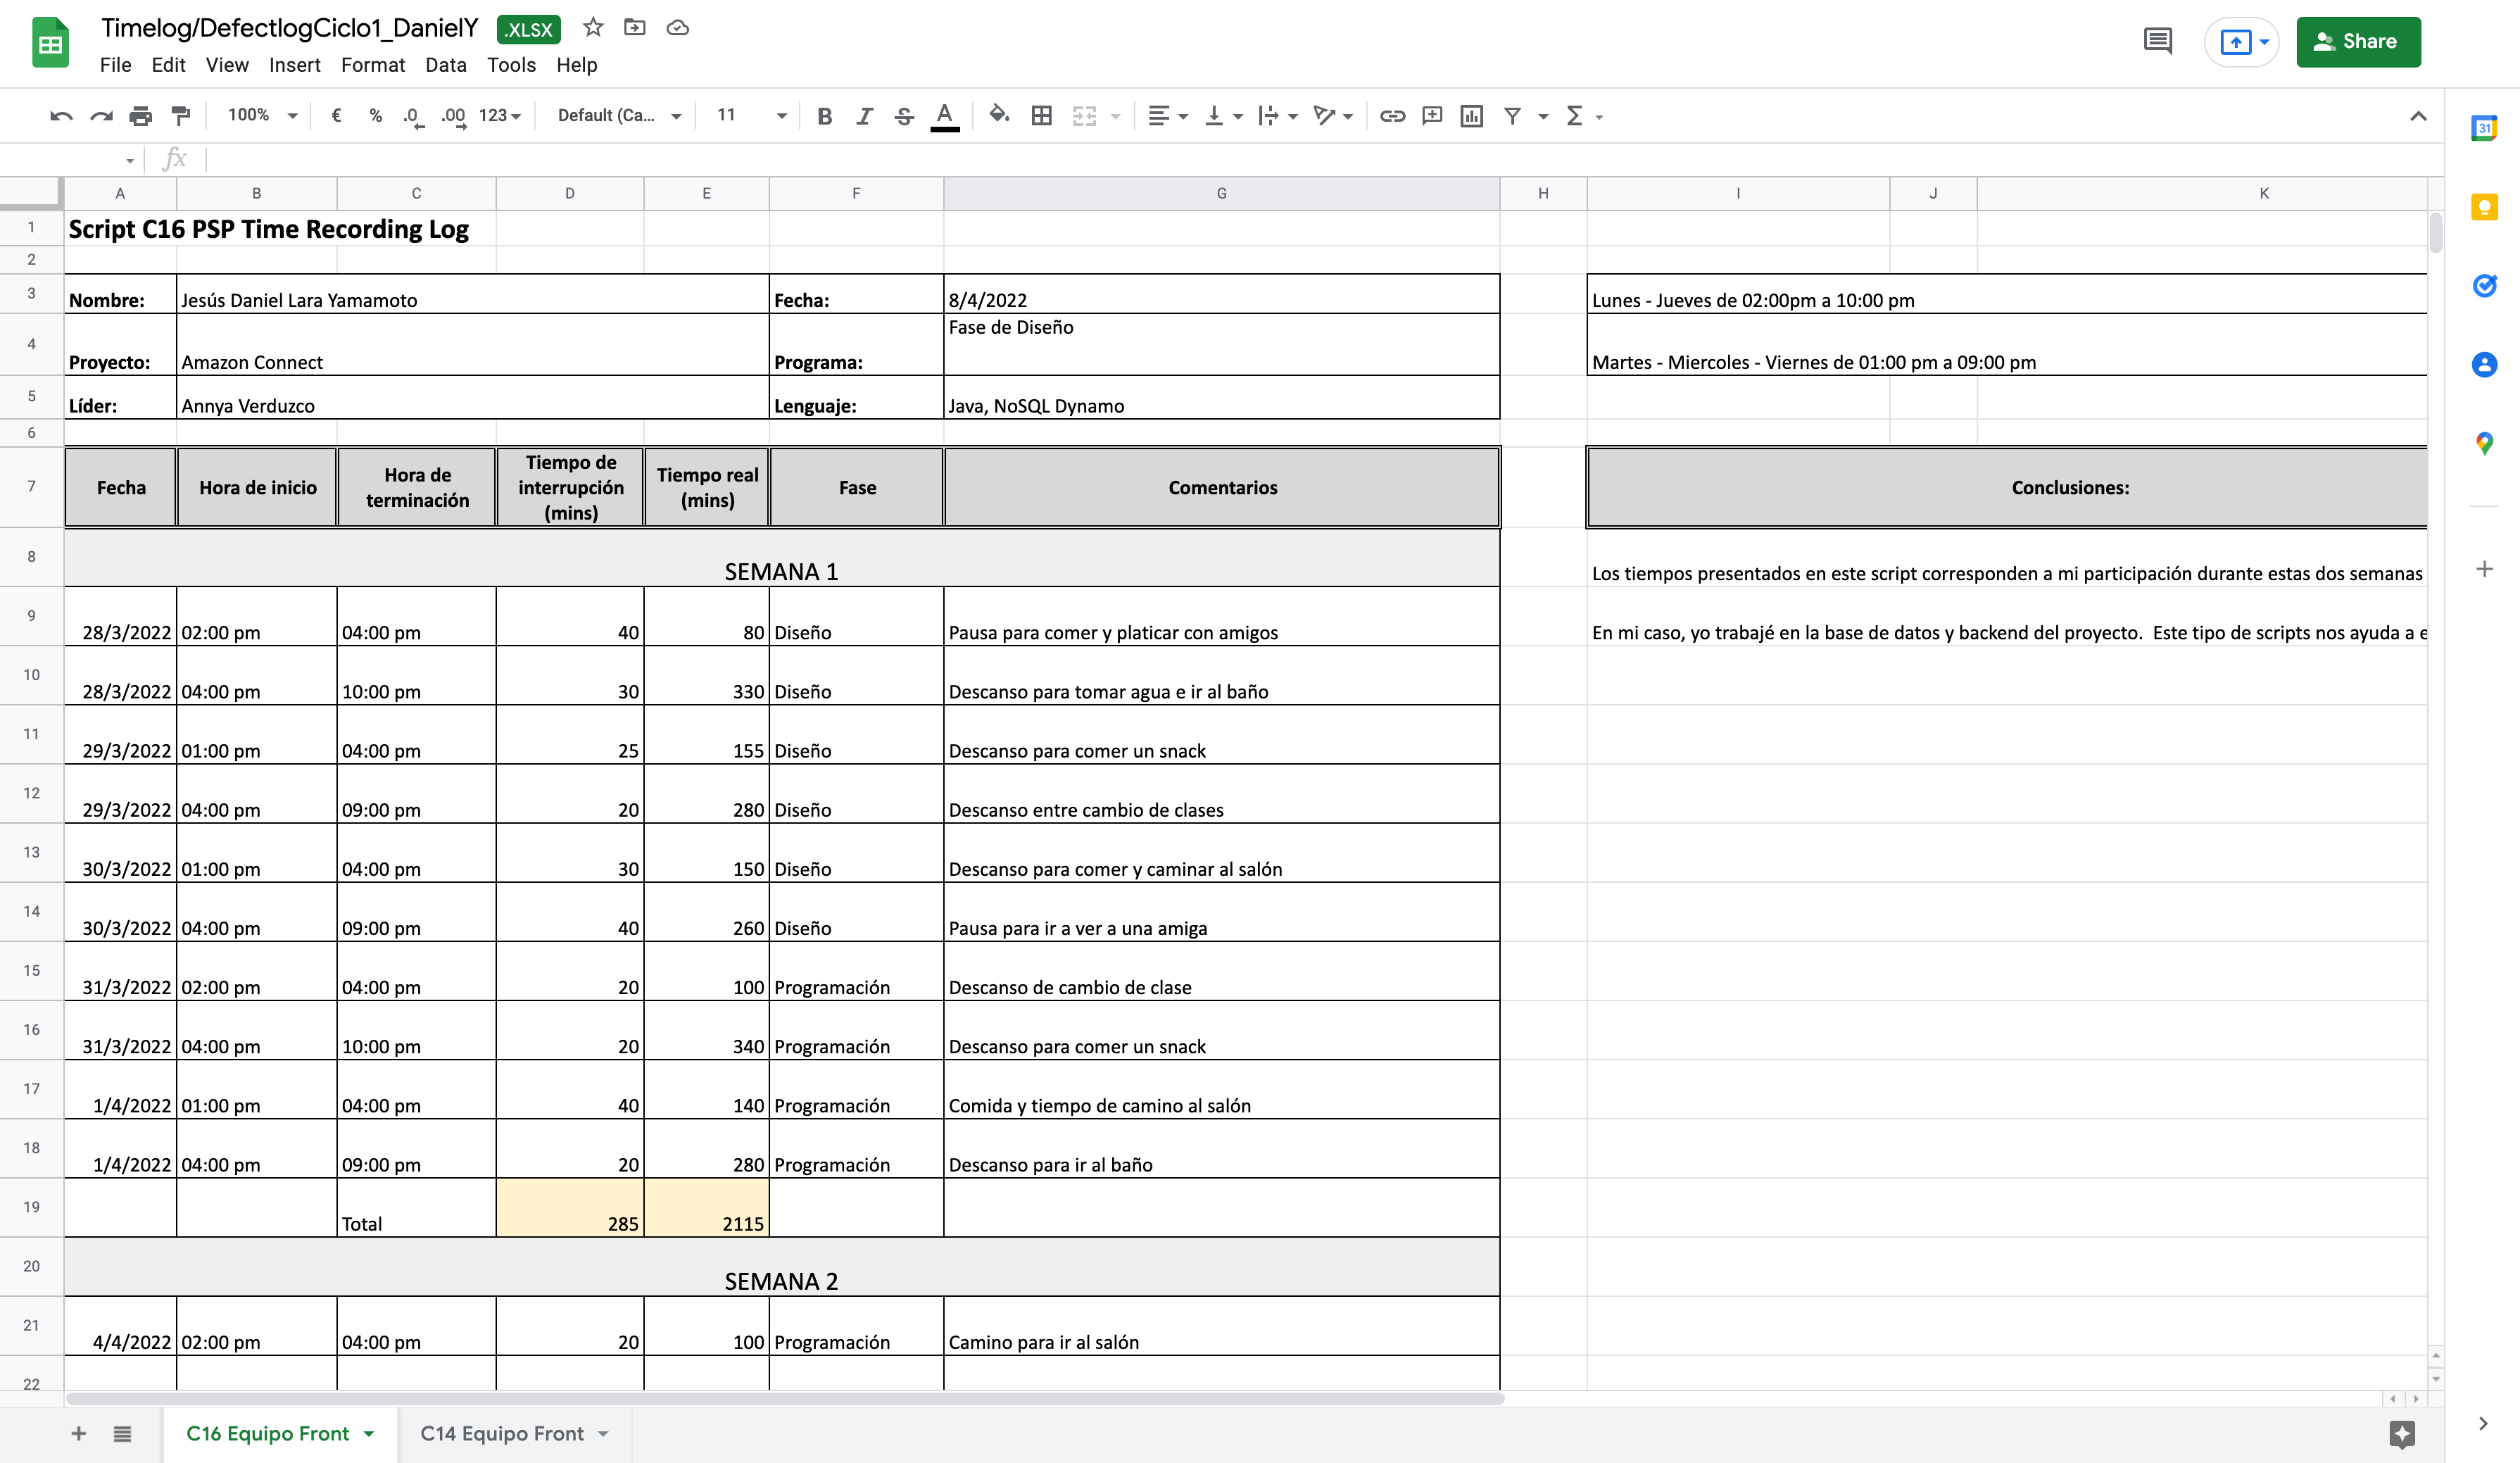 Timelog/DefectlogCiclo1_DanielY .XLSX
File Edit View Insert Format Data Tools Help
Share
100% € % .0 .00 123 Default (Ca... 11 B I S A
fx
31
A B C D E F G H I J K
1 Script C16 PSP Time Recording Log
2
3 Nombre: Jesús Daniel Lara Yamamoto Fecha: 8/4/2022 Lunes - Jueves de 02:00pm a 10:00 pm
4 Proyecto: Amazon Connect Programa: Fase de Diseño Martes - Miercoles - Viernes de 01:00 pm a 09:00 pm
5 Líder: Annya Verduzco Lenguaje: Java, NoSQL Dynamo
6
7 Fecha Hora de inicio Hora de terminación Tiempo de interrupción (mins) Tiempo real (mins) Fase Comentarios Conclusiones:
8 SEMANA 1 Los tiempos presentados en este script corresponden a mi participación durante estas dos semanas
9 28/3/2022 02:00 pm 04:00 pm 40 80 Diseño Pausa para comer y platicar con amigos En mi caso, yo trabajé en la base de datos y backend del proyecto. Este tipo de scripts nos ayuda a e
10 28/3/2022 04:00 pm 10:00 pm 30 330 Diseño Descanso para tomar agua e ir al baño
11 29/3/2022 01:00 pm 04:00 pm 25 155 Diseño Descanso para comer un snack
12 29/3/2022 04:00 pm 09:00 pm 20 280 Diseño Descanso entre cambio de clases
13 30/3/2022 01:00 pm 04:00 pm 30 150 Diseño Descanso para comer y caminar al salón
14 30/3/2022 04:00 pm 09:00 pm 40 260 Diseño Pausa para ir a ver a una amiga
15 31/3/2022 02:00 pm 04:00 pm 20 100 Programación Descanso de cambio de clase
16 31/3/2022 04:00 pm 10:00 pm 20 340 Programación Descanso para comer un snack
17 1/4/2022 01:00 pm 04:00 pm 40 140 Programación Comida y tiempo de camino al salón
18 1/4/2022 04:00 pm 09:00 pm 20 280 Programación Descanso para ir al baño
19 Total 285 2115
20 SEMANA 2
21 4/4/2022 02:00 pm 04:00 pm 20 100 Programación Camino para ir al salón
22
C16 Equipo Front C14 Equipo Front